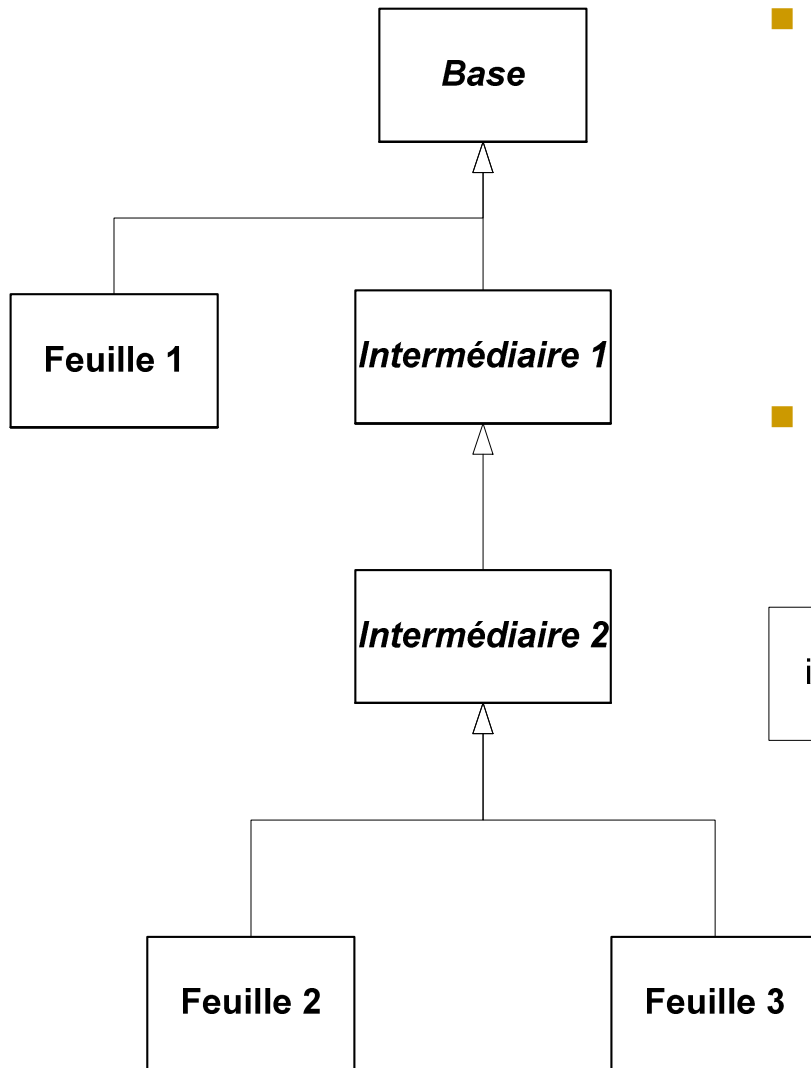 Base
Feuille 1
Intermédiaire 1
Intermédiaire 2
i
Feuille 2
Feuille 3